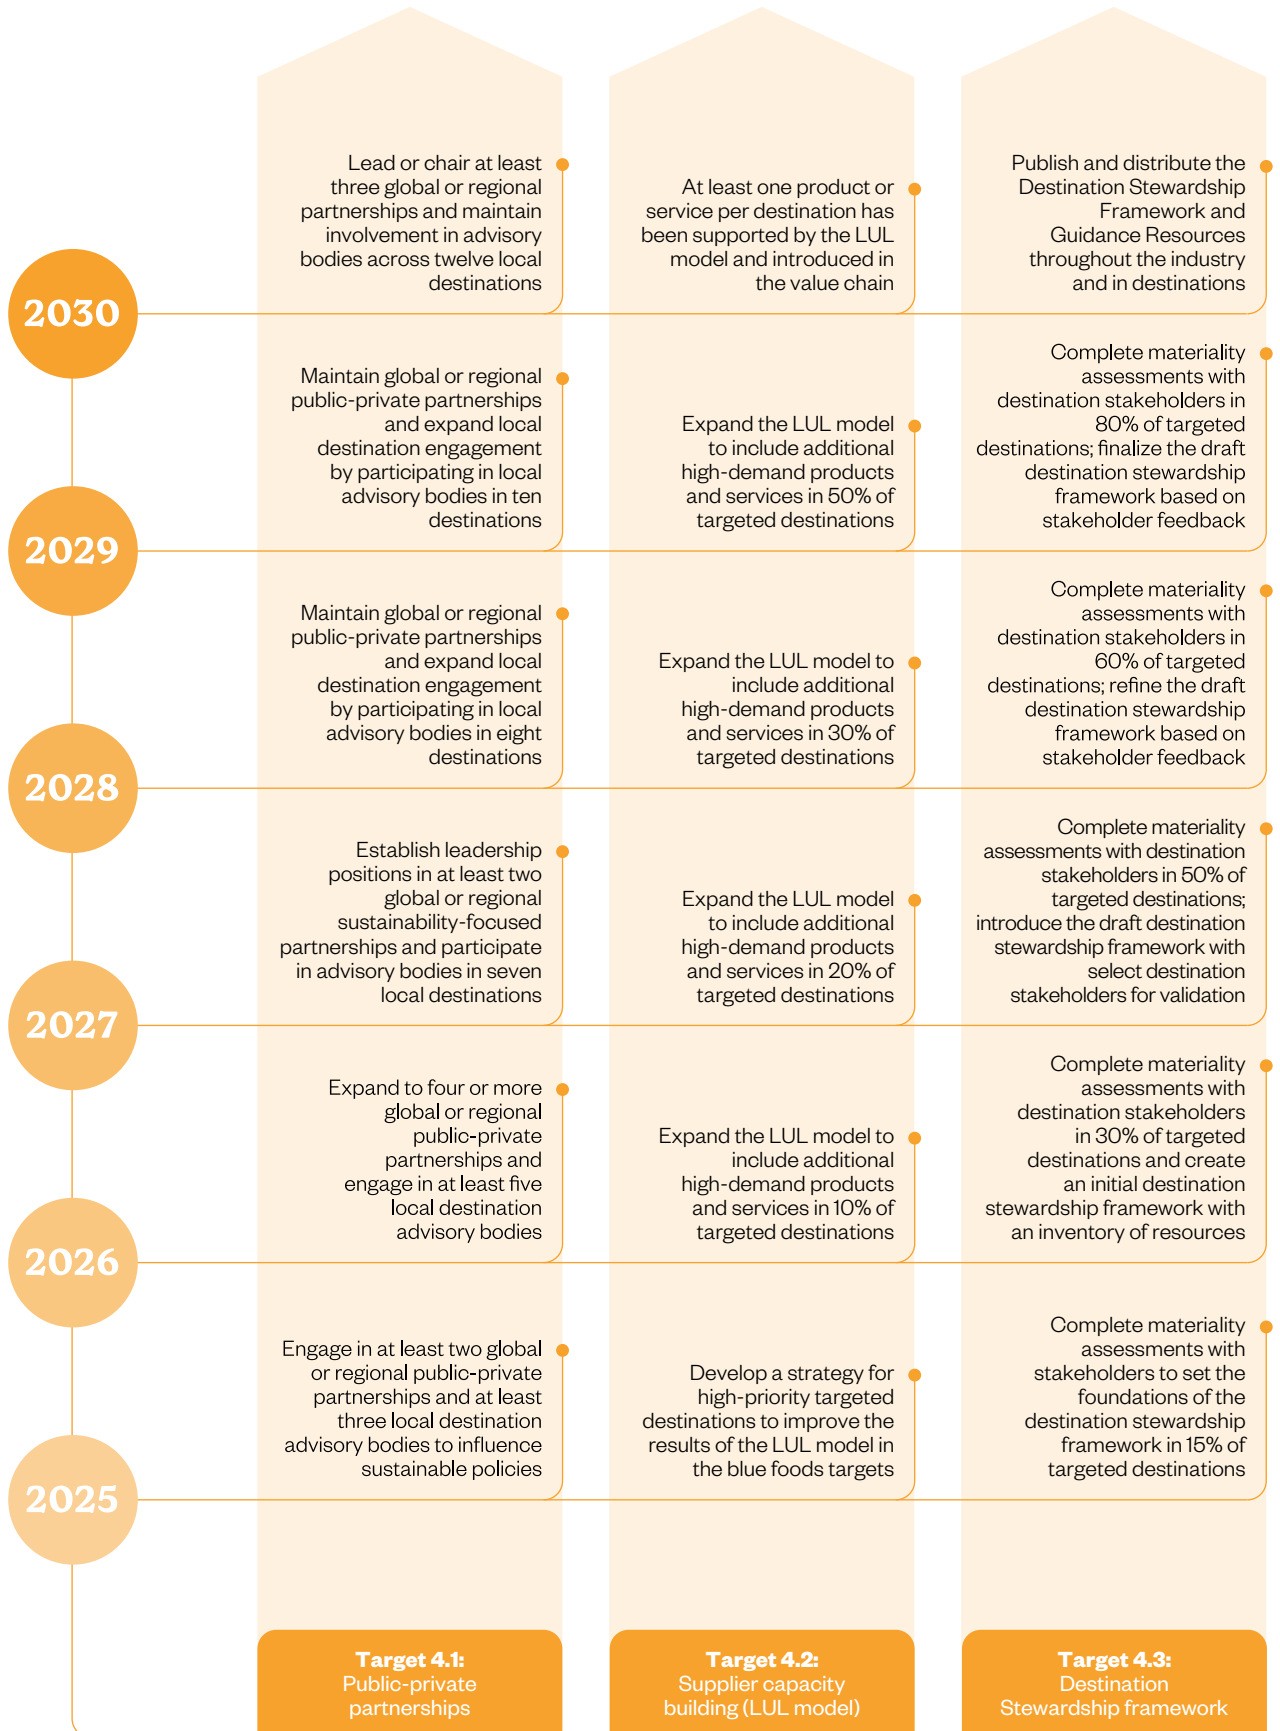 2030
Lead or chair at least
three global or regional
partnerships and maintain
involvement in advisory
bodies across twelve local
destinations
At least one product or
service per destination has
been supported by the LUL
model and introduced in
the value chain
Publish and distribute the
Destination Stewardship
Framework and
Guidance Resources
throughout the industry
and in destinations
2029
Maintain global or regional
public-private partnerships
and expand local
destination engagement
by participating in local
advisory bodies in ten
destinations
Expand the LUL model
to include additional
high-demand products
and services in 50% of
targeted destinations
Complete materiality
assessments with
destination stakeholders in
80% of targeted
destinations; finalize the draft
destination stewardship
framework based on
stakeholder feedback
2028
Maintain global or regional
public-private partnerships
and expand local
destination engagement
by participating in local
advisory bodies in eight
destinations
Expand the LUL model to
include additional
high-demand products
and services in 30% of
targeted destinations
Complete materiality
assessments with
destination stakeholders in
60% of targeted
destinations; refine the draft
destination stewardship
framework based on
stakeholder feedback
2027
Establish leadership
positions in at least two
global or regional
sustainability-focused
partnerships and participate
in advisory bodies in seven
local destinations
Expand the LUL model
to include additional
high-demand products
and services in 20% of
targeted destinations
Complete materiality
assessments with destination
stakeholders in 50% of
targeted destinations;
introduce the draft destination
stewardship framework with
select destination
stakeholders for validation
2026
Expand to four or more
global or regional
public-private
partnerships and
engage in at least five
local destination
advisory bodies
Expand the LUL model to
include additional
high-demand products
and services in 10% of
targeted destinations
Complete materiality
assessments with
destination stakeholders
in 30% of targeted
destinations and create
an initial destination
stewardship framework with
an inventory of resources
2025
Engage in at least two global
or regional public-private
partnerships and at least
three local destination
advisory bodies to influence
sustainable policies
Develop a strategy for
high-priority targeted
destinations to improve the
results of the LUL model in
the blue foods targets
Complete materiality
assessments with
stakeholders to set the
foundations of the
destination stewardship
framework in 15% of
targeted destinations
Target 4.1:
Public-private
partnerships
Target 4.2:
Supplier capacity
building (LUL model)
Target 4.3:
Destination
Stewardship framework